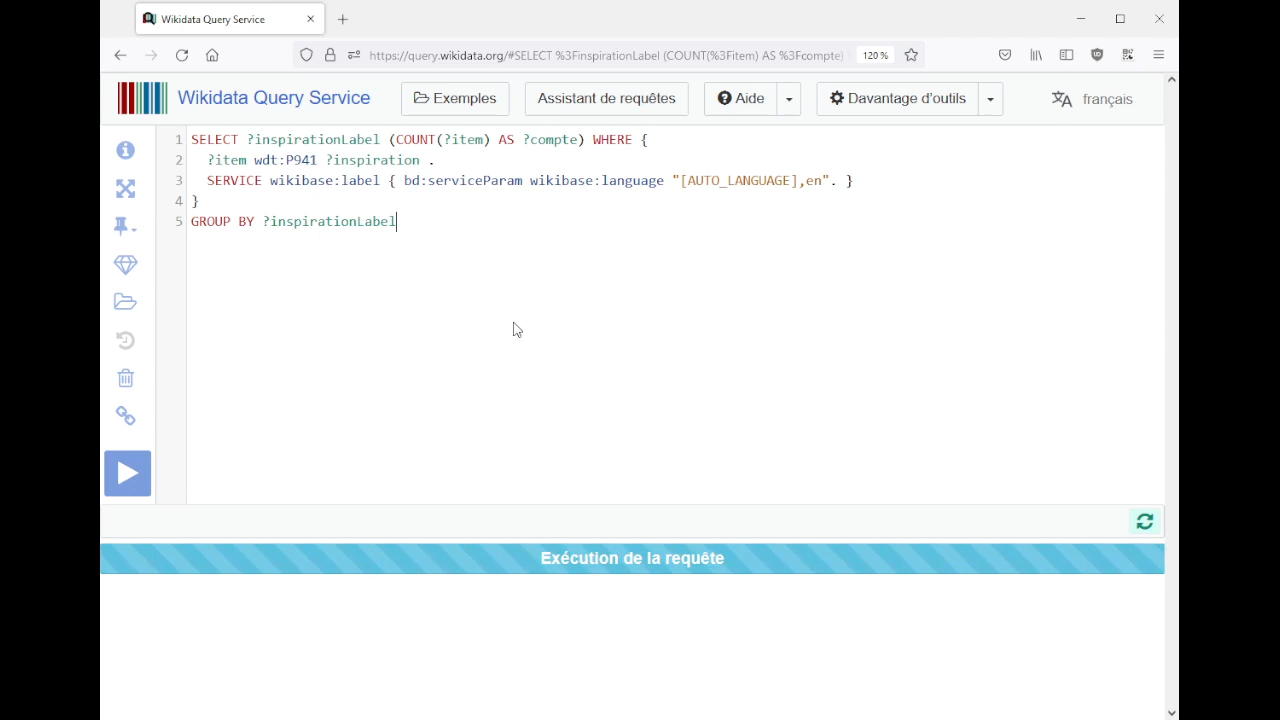 Wikidata Query Service
https://query.wikidata.org/#SELECT %3FinspirationLabel (COUNT(%3Fitem) AS %3Fcompte)
120 %
Wikidata Query Service
Exemples
Assistant de requêtes
Aide
Davantage d'outils
français
1 SELECT ?inspirationLabel (COUNT(?item) AS ?compte) WHERE {
2 ?item wdt:P941 ?inspiration .
3 SERVICE wikibase:label { bd:serviceParam wikibase:language "[AUTO_LANGUAGE],en". }
4 }
5 GROUP BY ?inspirationLabel
Exécution de la requête